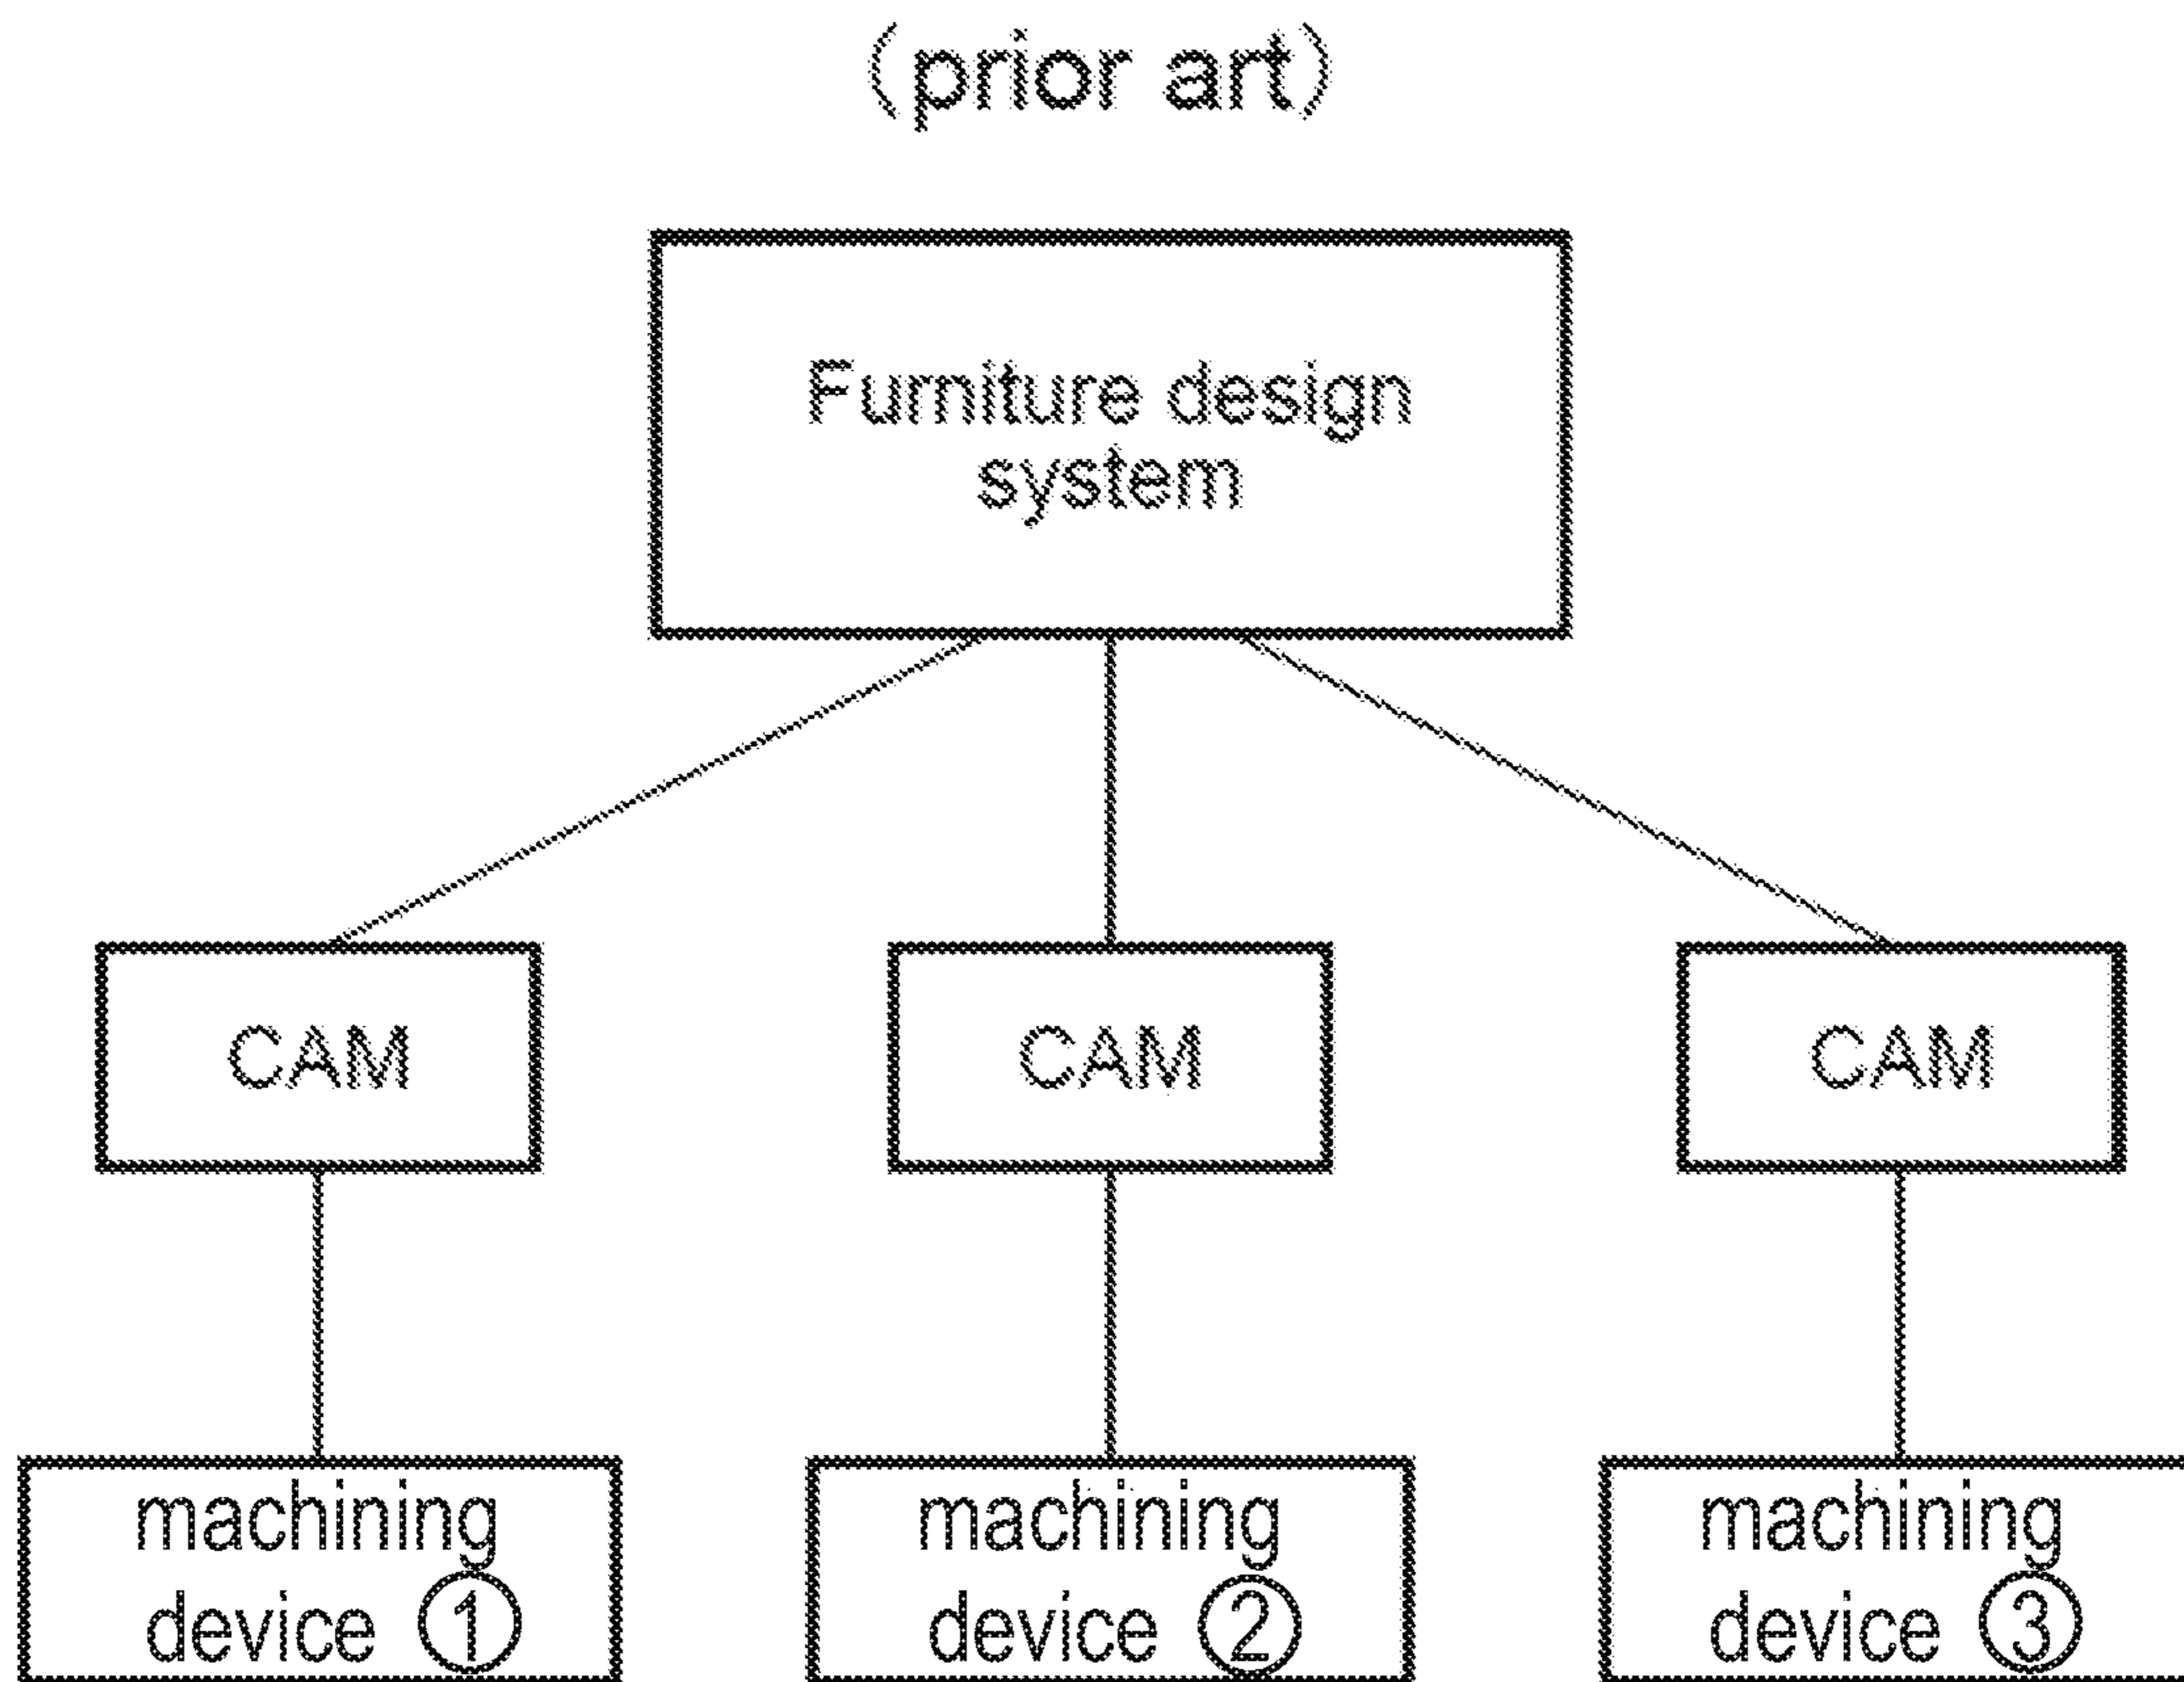 (prior art)
Furniture design
system
CAM
CAM
CAM
machining
device ①
machining
device ②
machining
device ③